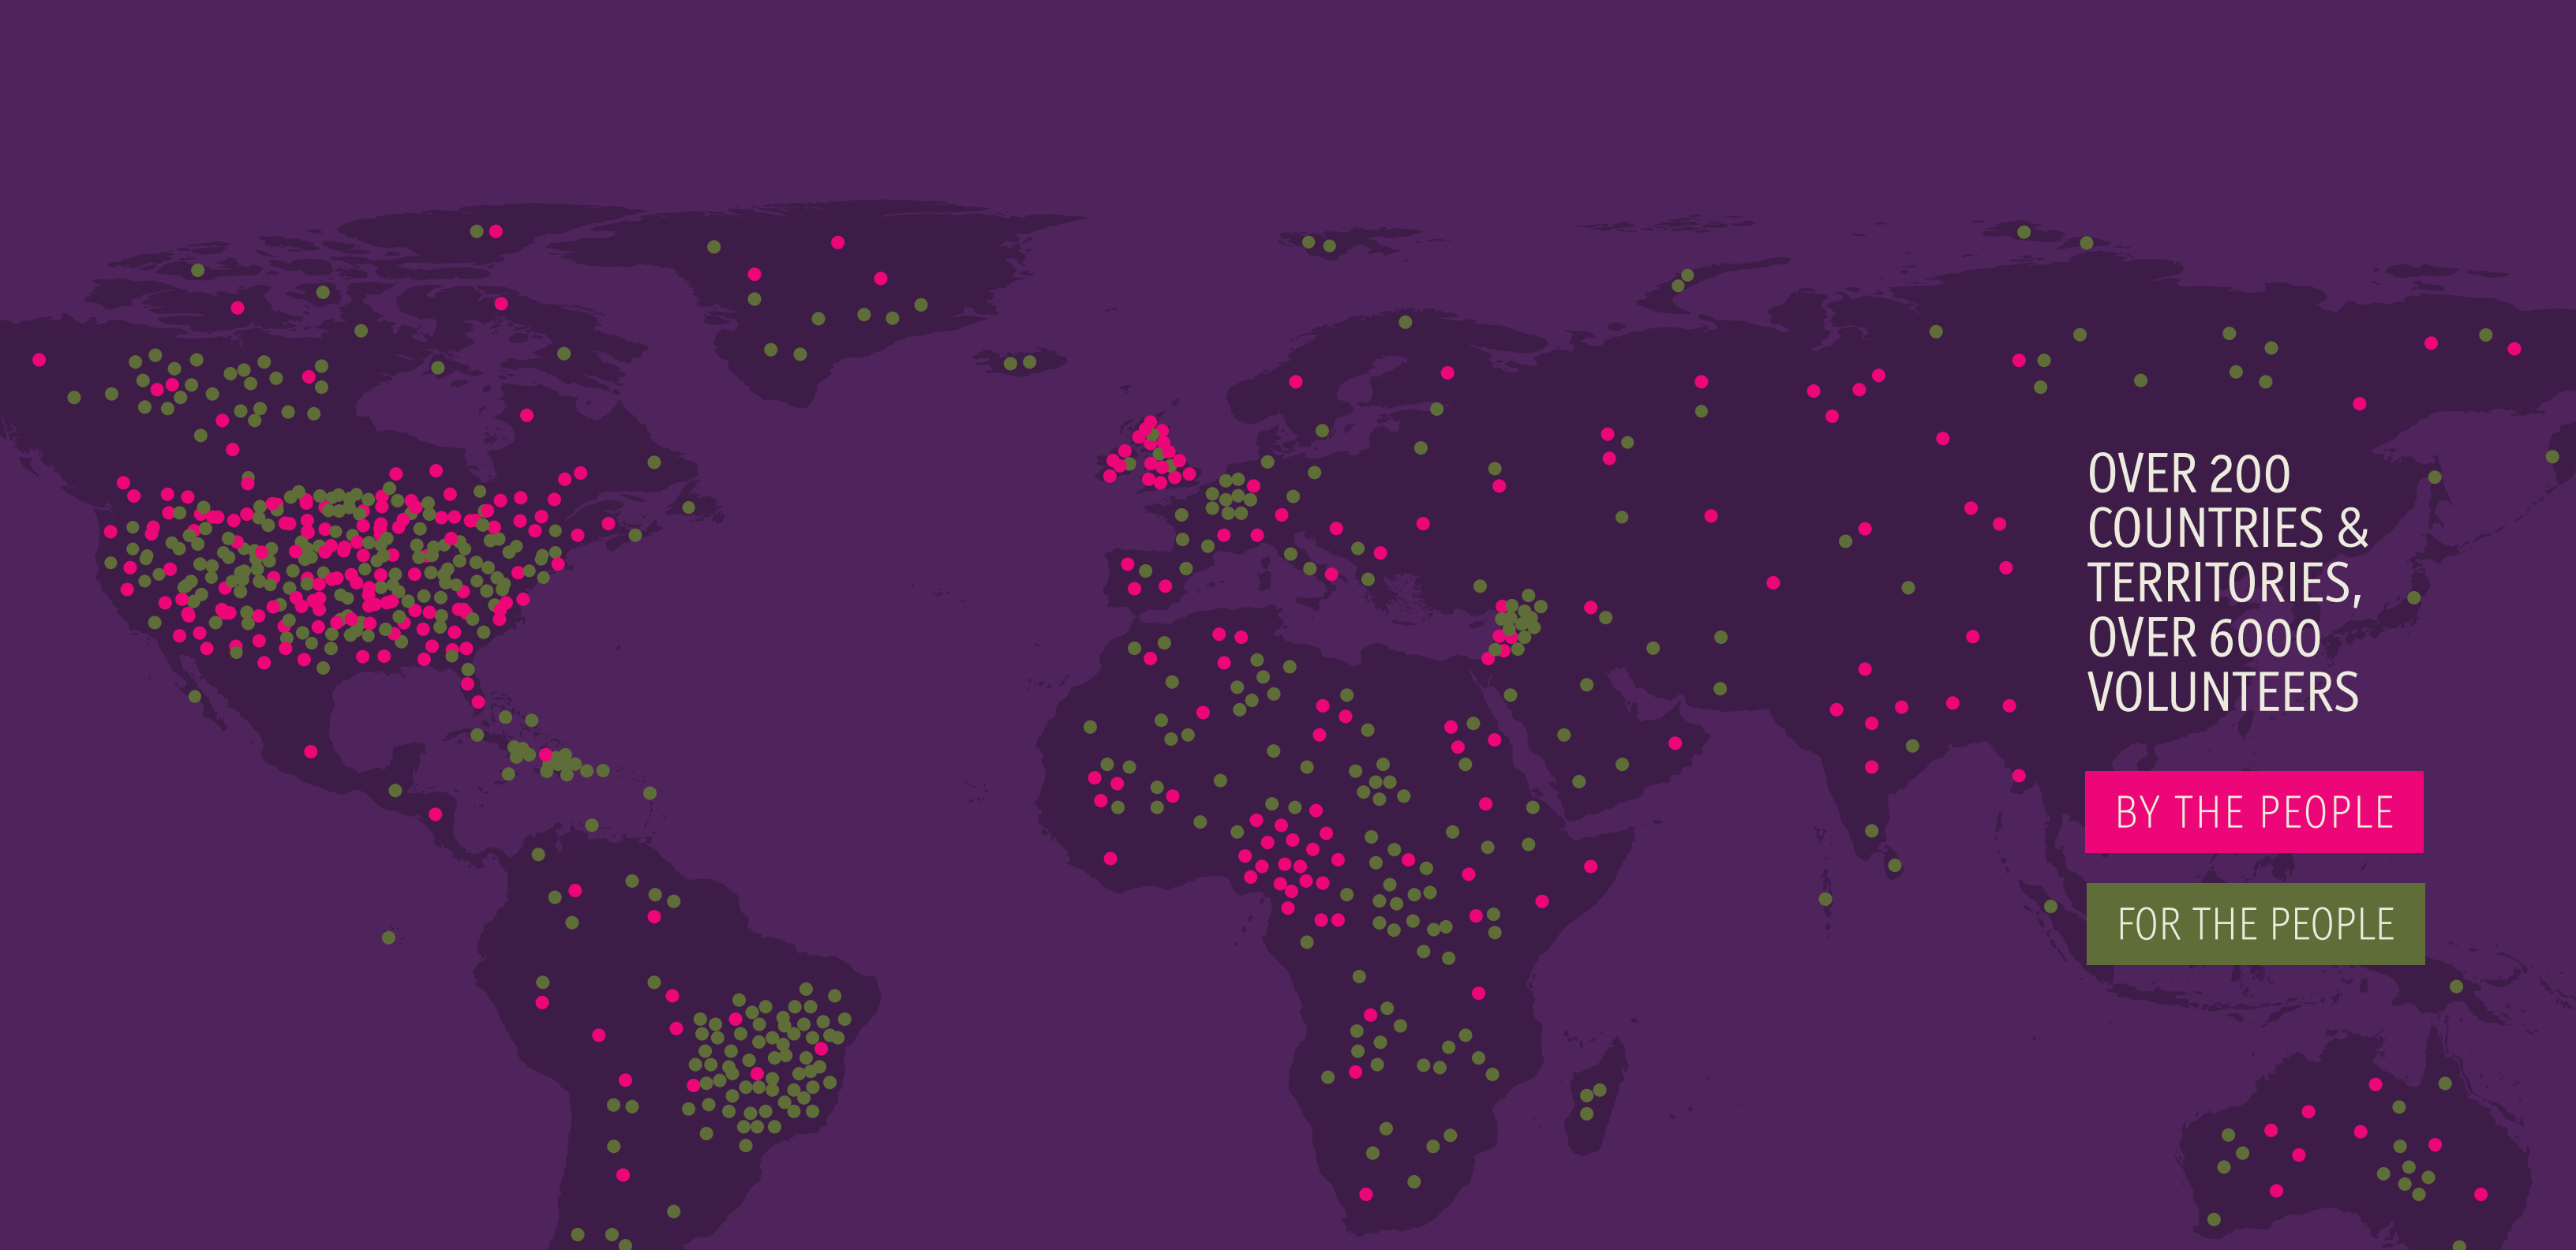 OVER 200
COUNTRIES &
TERRITORIES,
OVER 6000
VOLUNTEERS
BY THE PEOPLE
FOR THE PEOPLE